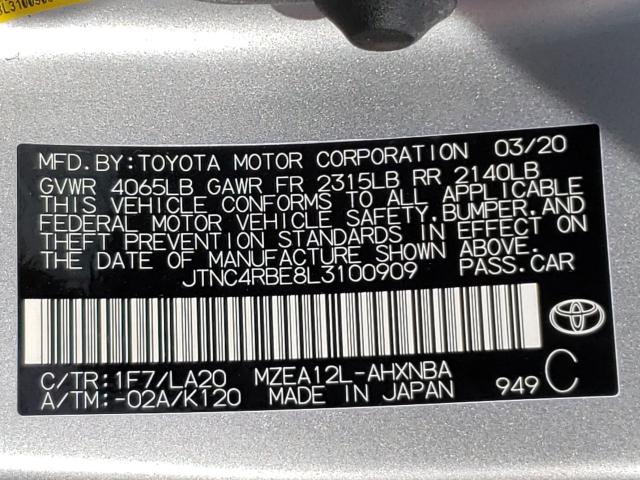 MFD.BY:TOYOTA MOTOR CORPORATION 03/20
GVWR 4065LB GAWR FR 2315LB RR 2140LB
THIS VEHICLE CONFORMS TO ALL APPLICABLE
FEDERAL MOTOR VEHICLE SAFETY,BUMPER,AND
THEFT PREVENTION STANDARDS IN EFFECT ON
THE DATE OF MANUFACTURE SHOWN ABOVE.
JTNC4RBE8L3100909 PASS.CAR
C/TR:1F7/LA20 MZEA12L-AHXNBA
A/TM:-02A/K120 MADE IN JAPAN 949 C